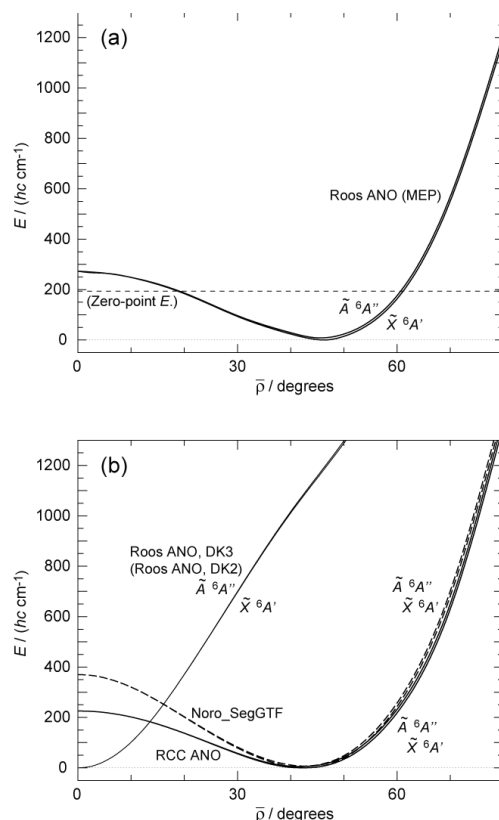 (a)
1200
1000
800
600
400
200
0
E / (hc cm⁻¹)
Roos ANO (MEP)
(Zero-point E.)
Ã ⁶A''
X̃ ⁶A'
0 30 60
ρ̄ / degrees
(b)
1200
1000
800
600
400
200
0
E / (hc cm⁻¹)
Roos ANO, DK3
(Roos ANO, DK2)
Ã ⁶A''
X̃ ⁶A'
Ã ⁶A''
X̃ ⁶A'
Noro_SegGTF
RCC ANO
Ã ⁶A''
X̃ ⁶A'
0 30 60
ρ̄ / degrees